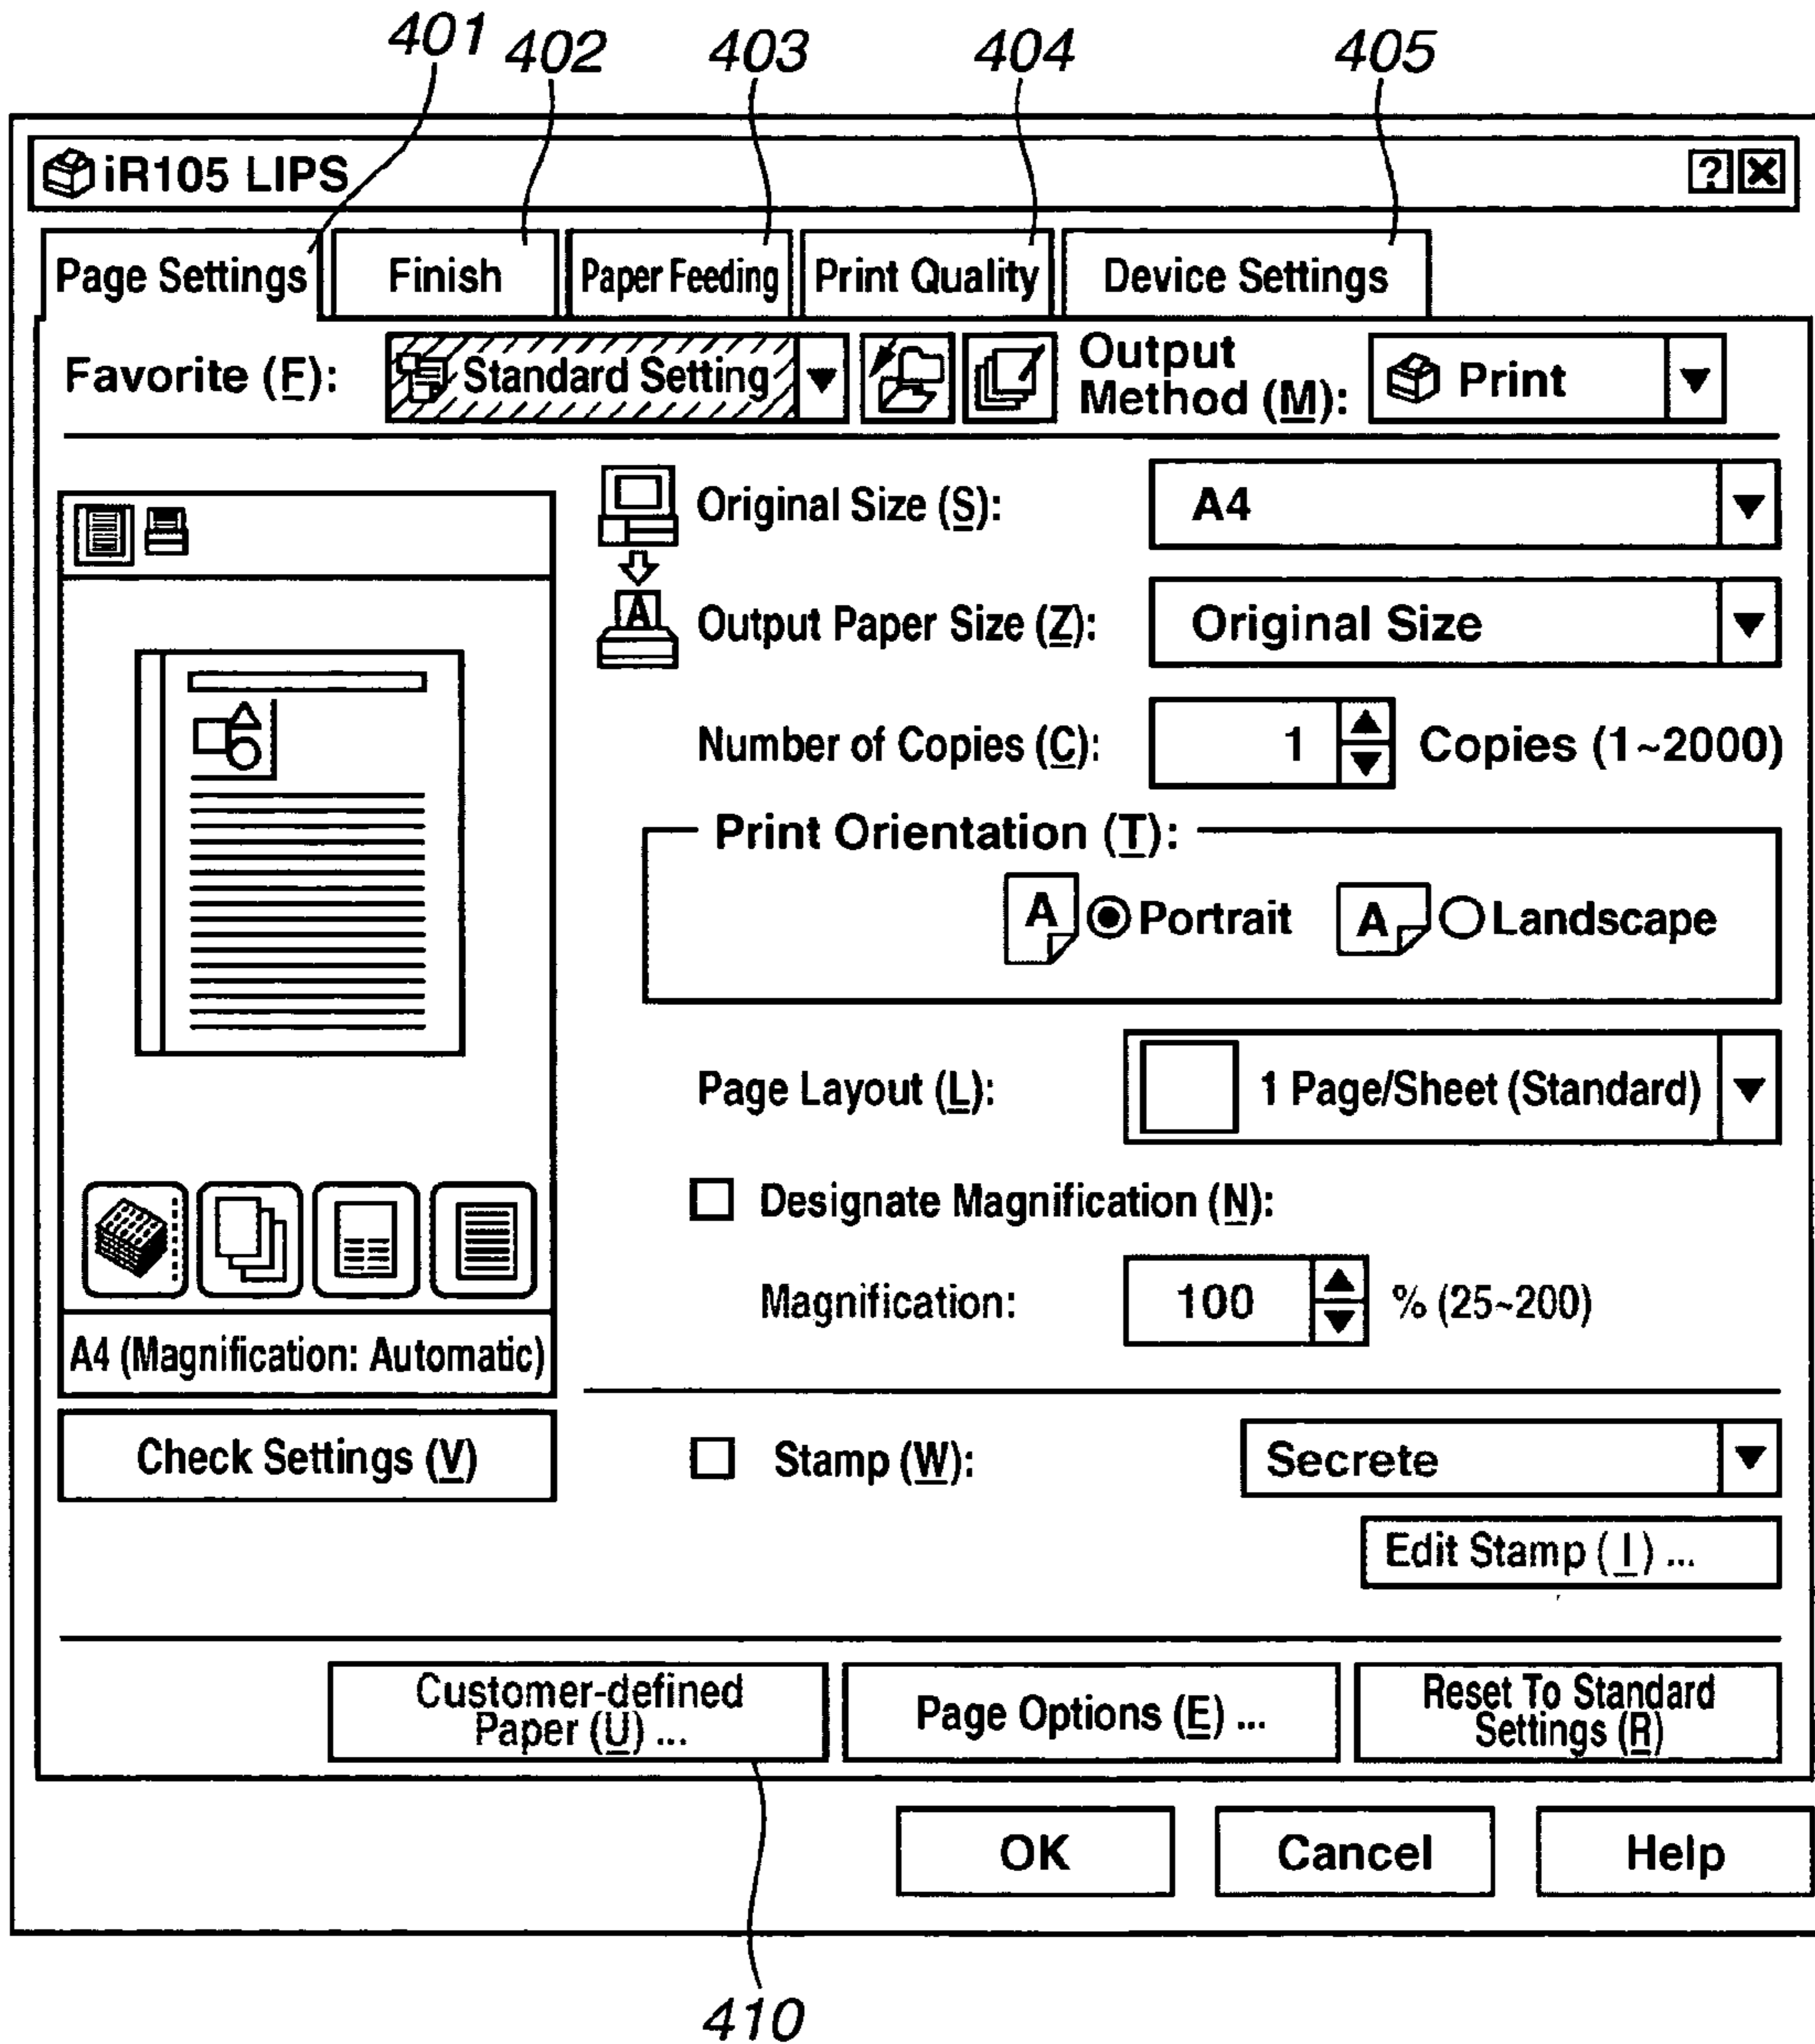 401 402 403 404 405
iR105 LIPS ?
Page Settings Finish Paper Feeding Print Quality Device Settings
Favorite (F): Standard Setting Output Method (M): Print
Original Size (S): A4
A
Output Paper Size (Z): Original Size
Number of Copies (C): 1 Copies (1~2000)
Print Orientation (T):
A Portrait A Landscape
Page Layout (L): 1 Page/Sheet (Standard)
Designate Magnification (N):
Magnification: 100 % (25~200)
A4 (Magnification: Automatic)
Check Settings (V) Stamp (W): Secrete
Edit Stamp (I) ...
Customer-defined Paper (U) ... Page Options (E) ... Reset To Standard Settings (R)
OK Cancel Help
410